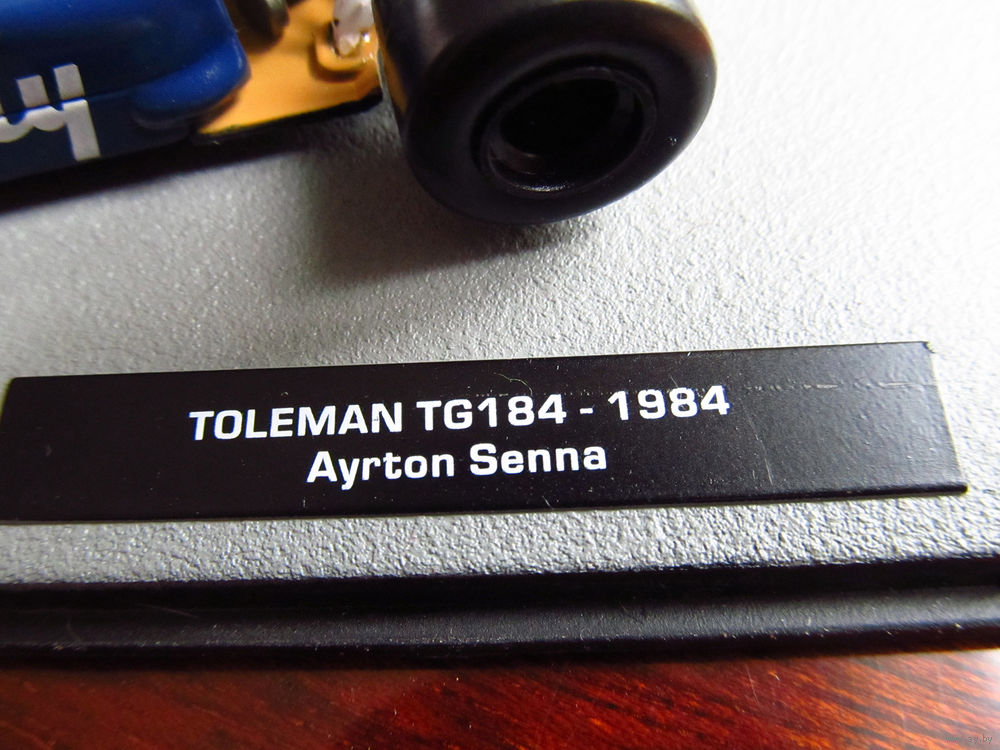 TOLEMAN TG184 - 1984
Ayrton Senna